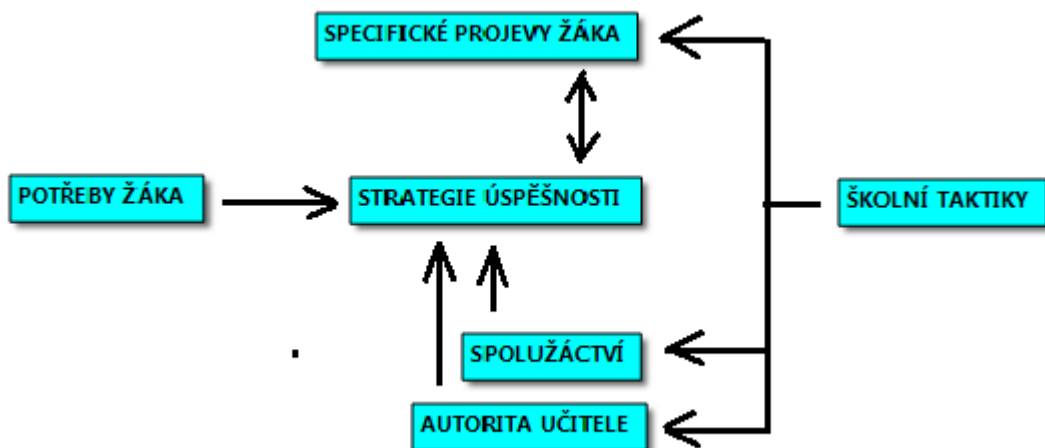 SPECIFICKÉ PROJEVY ŽÁKA
POTŘEBY ŽÁKA
STRATEGIE ÚSPĚŠNOSTI
ŠKOLNÍ TAKTIKY
SPOLUŽÁCTVÍ
AUTORITA UČITELE